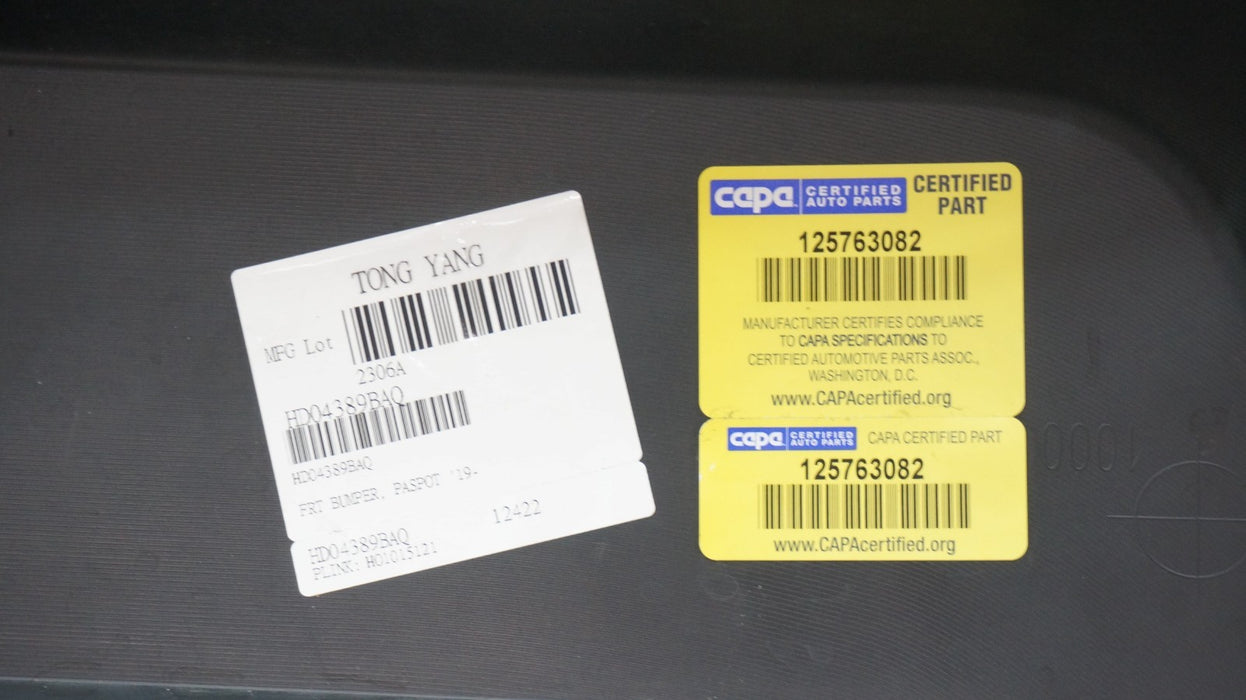 TONG YANG
MFG Lot
2306A
HD04389BAQ
HD04389BAQ
FRT BUMPER, PASPOT '19-
HD04389BAQ
12422
PLINK: HO1015121
capa CERTIFIED AUTO PARTS
CERTIFIED PART
125763082
MANUFACTURER CERTIFIES COMPLIANCE
TO CAPA SPECIFICATIONS TO
CERTIFIED AUTOMOTIVE PARTS ASSOC.,
WASHINGTON, D.C.
www.CAPAcertified.org
capa CERTIFIED AUTO PARTS
CAPA CERTIFIED PART
125763082
www.CAPAcertified.org